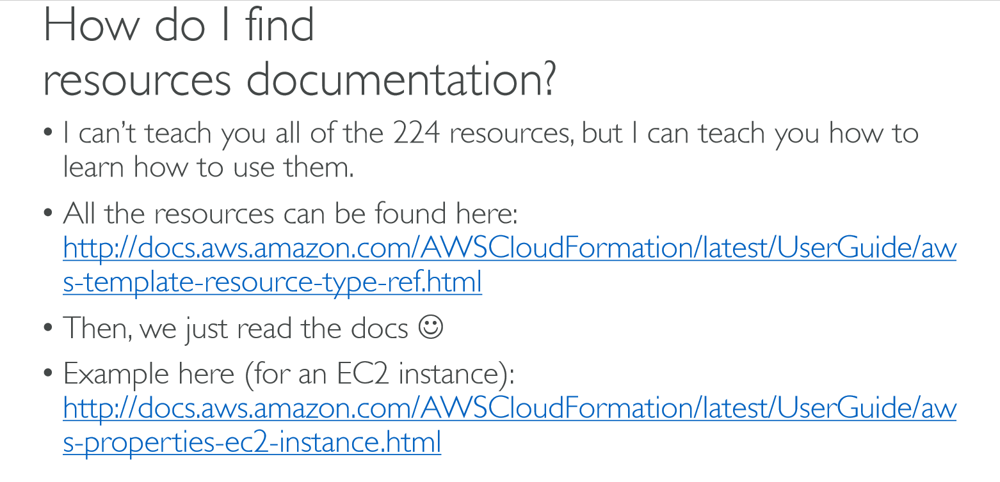 How do I find
resources documentation?
• I can’t teach you all of the 224 resources, but I can teach you how to
learn how to use them.
• All the resources can be found here:
http://docs.aws.amazon.com/AWSCloudFormation/latest/UserGuide/aw
s-template-resource-type-ref.html
• Then, we just read the docs ☺
• Example here (for an EC2 instance):
http://docs.aws.amazon.com/AWSCloudFormation/latest/UserGuide/aw
s-properties-ec2-instance.html